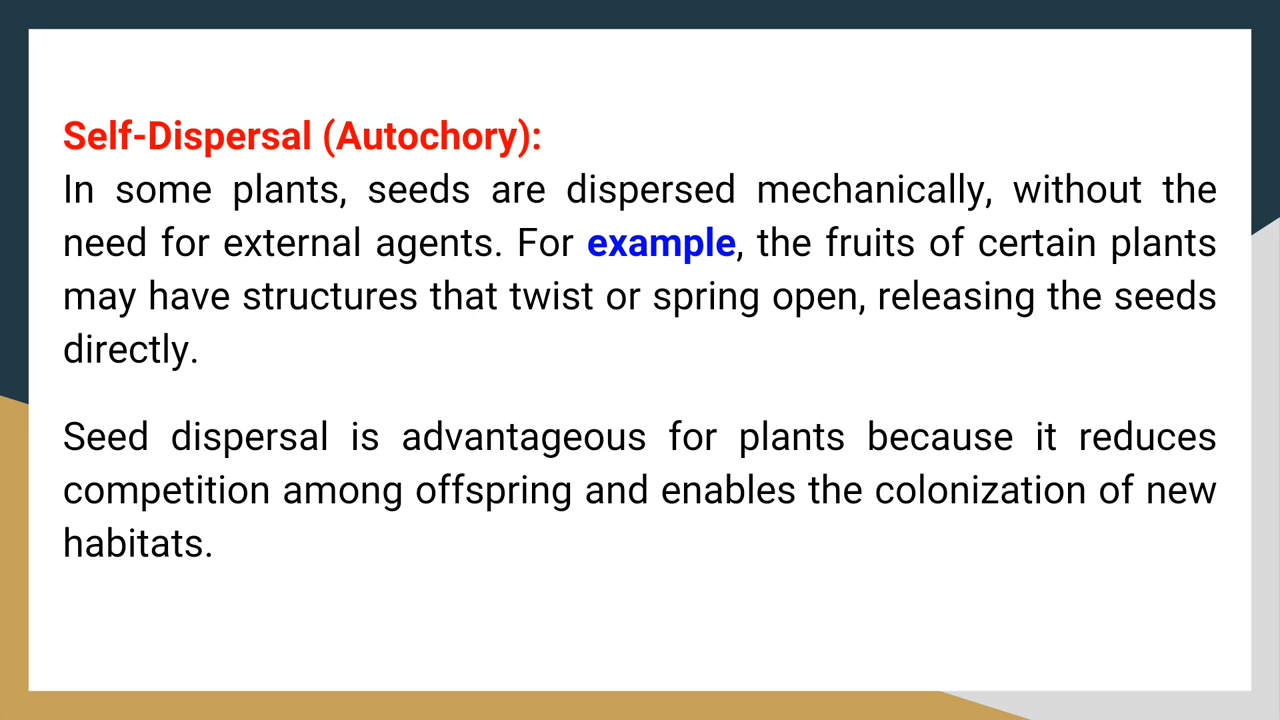 Self-Dispersal (Autochory):
In some plants, seeds are dispersed mechanically, without the
need for external agents. For example, the fruits of certain plants
may have structures that twist or spring open, releasing the seeds
directly.
Seed dispersal is advantageous for plants because it reduces
competition among offspring and enables the colonization of new
habitats.